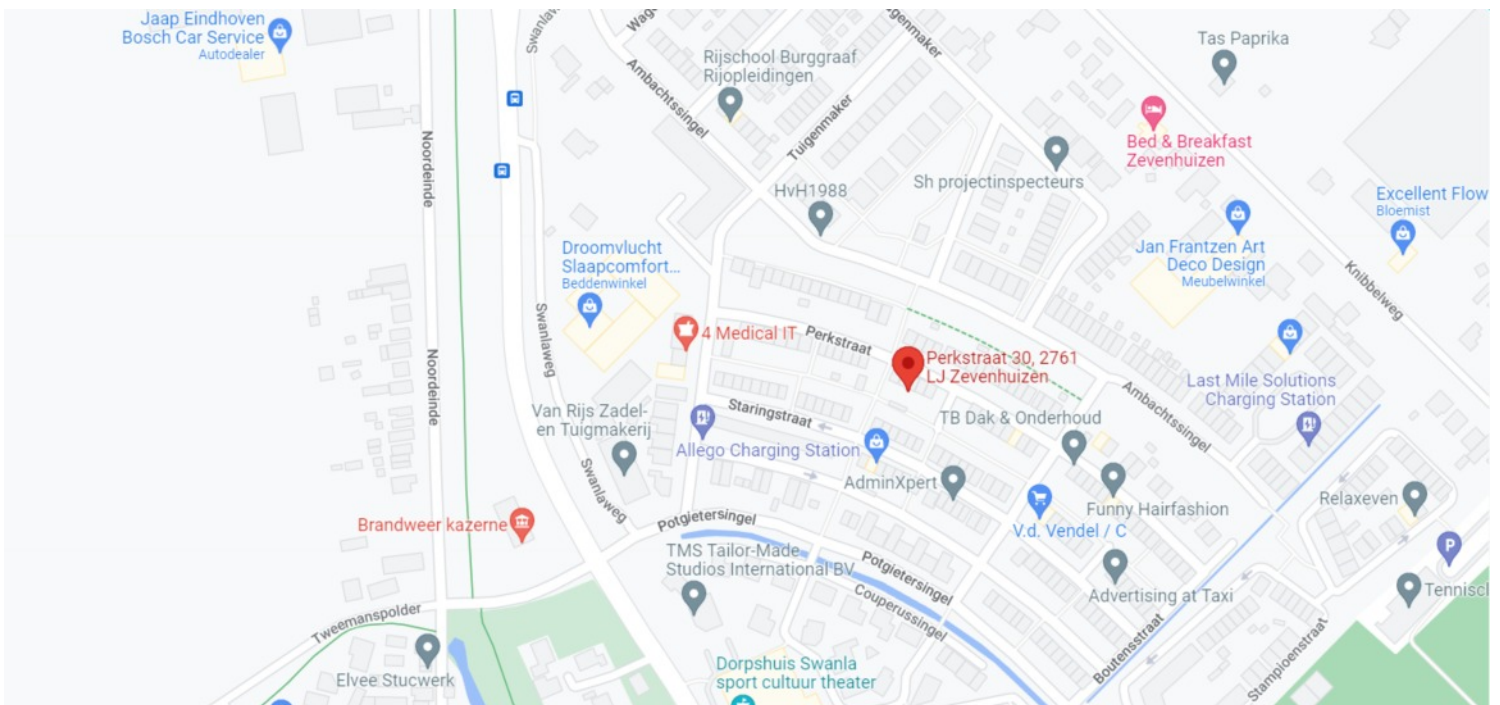 Jaap Eindhoven
Bosch Car Service
Autodealer
Swanlaweg
Tuigenmaker
Tas Paprika
Rijschool Burggraaf
Rijopleidingen
Ambachtssingel
Tuigenmaker
Bed & Breakfast
Zevenhuizen
Noordeinde
HvH1988
Sh projectinspecteurs
Excellent Flow
Bloemist
Droomvlucht
Slaapcomfort...
Beddenwinkel
Jan Frantzen Art
Deco Design
Meubelwinkel
Knibbelweg
Swanlaweg
4 Medical IT
Perkstraat
Perkstraat 30, 2761
LJ Zevenhuizen
Noordeinde
Ambachtssingel
Last Mile Solutions
Charging Station
Van Rijs Zadel-
en Tuigmakerij
Staringstraat
TB Dak & Onderhoud
Allego Charging Station
Swanlaweg
AdminXpert
Funny Hairfashion
Relaxeven
Brandweer kazerne
Potgietersingel
V.d. Vendel / C
P
TMS Tailor-Made
Studios International BV
Potgietersingel
Couperussingel
Advertising at Taxi
Tennisc
Tweemanspolder
Boutensstraat
Stampioenstraat
Elvee Stucwerk
Dorpshuis Swanla
sport cultuur theater